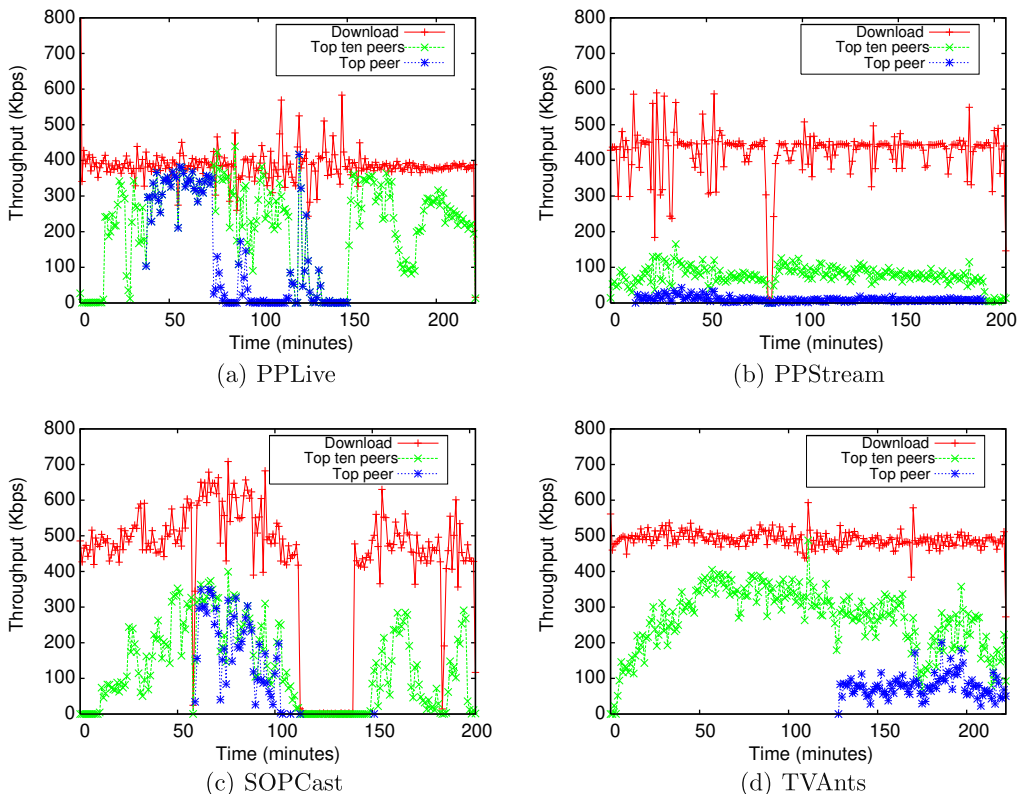 800
700
600
500
400
300
200
100
0
Throughput (Kbps)
Download
Top ten peers
Top peer
0 50 100 150 200
Time (minutes)
(a) PPLive
800
700
600
500
400
300
200
100
0
Throughput (Kbps)
Download
Top ten peers
Top peer
0 50 100 150 200
Time (minutes)
(b) PPStream
800
700
600
500
400
300
200
100
0
Throughput (Kbps)
Download
Top ten peers
Top peer
0 50 100 150 200
Time (minutes)
(c) SOPCast
800
700
600
500
400
300
200
100
0
Throughput (Kbps)
Download
Top ten peers
Top peer
0 50 100 150 200
Time (minutes)
(d) TVAnts